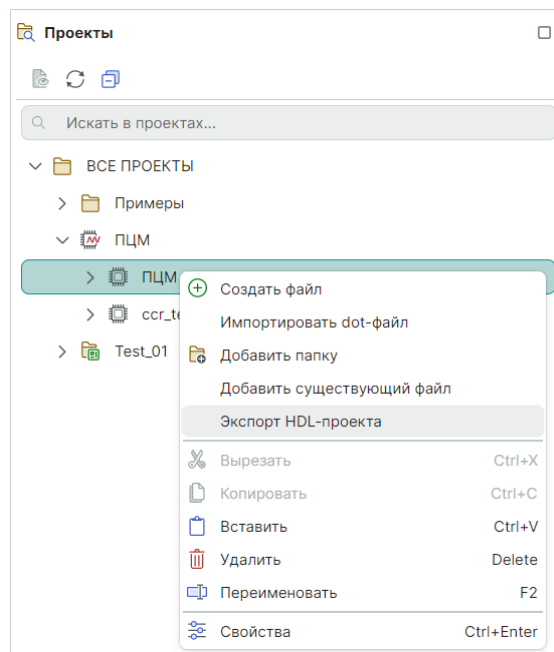 Проекты
Искать в проектах...
ВСЕ ПРОЕКТЫ
Примеры
ПЦМ
ПЦМ
ccr_te
Test_01
Создать файл
Импортировать dot-файл
Добавить папку
Добавить существующий файл
Экспорт HDL-проекта
Вырезать Ctrl+X
Копировать Ctrl+C
Вставить Ctrl+V
Удалить Delete
Переименовать F2
Свойства Ctrl+Enter